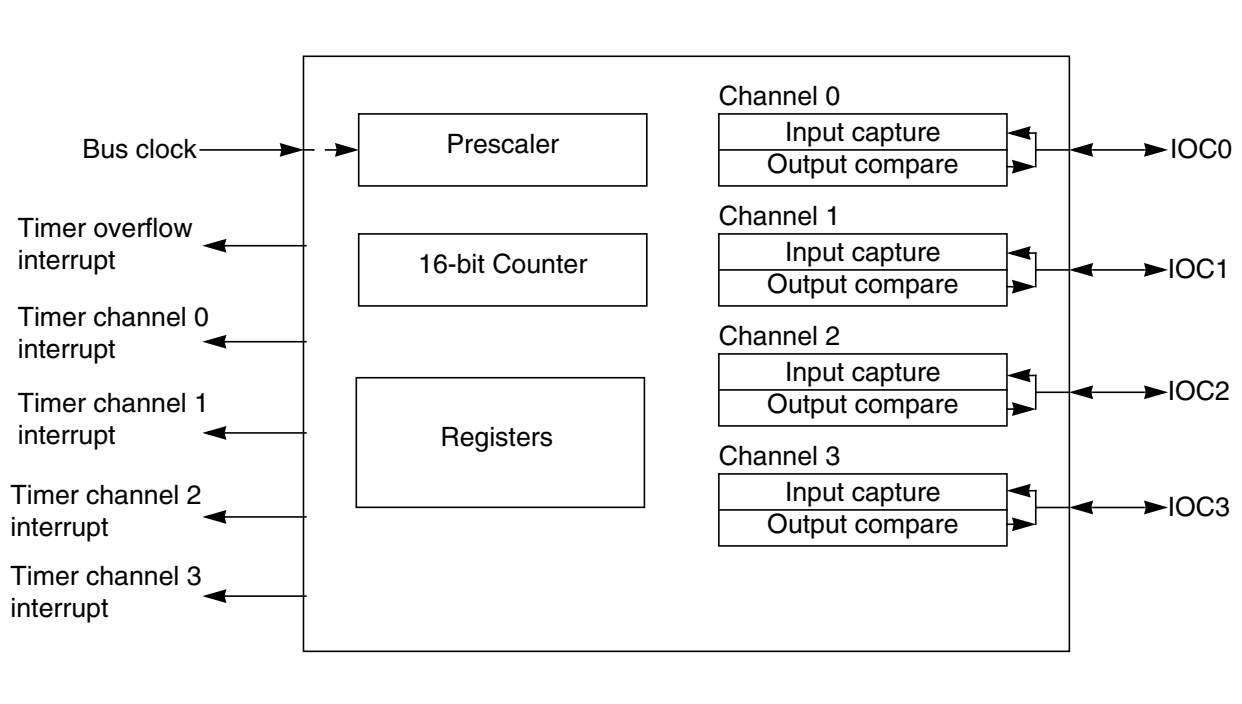 Bus clock
Timer overflow
interrupt
Timer channel 0
interrupt
Timer channel 1
interrupt
Timer channel 2
interrupt
Timer channel 3
interrupt
Prescaler
16-bit Counter
Registers
Channel 0
Input capture
Output compare
Channel 1
Input capture
Output compare
Channel 2
Input capture
Output compare
Channel 3
Input capture
Output compare
IOC0
IOC1
IOC2
IOC3